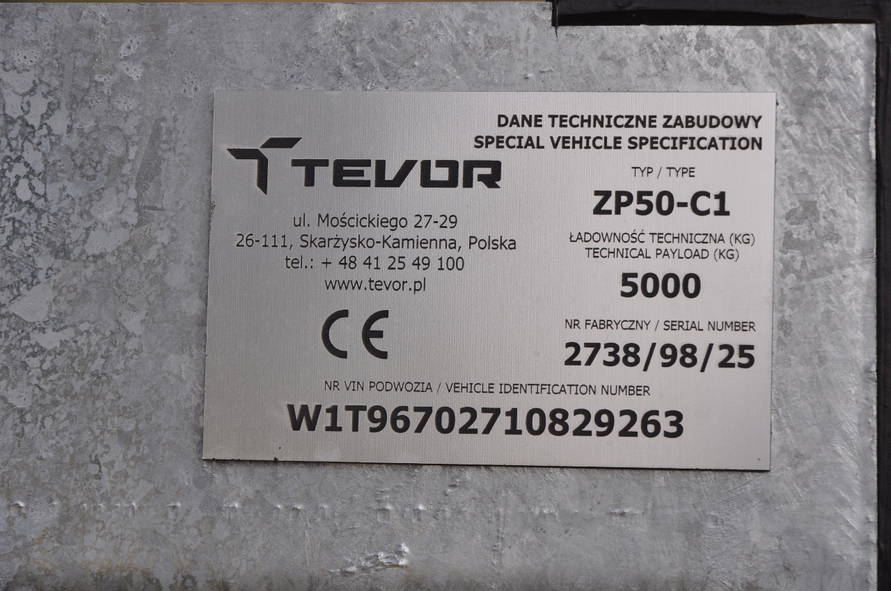 TEVOR
ul. Mościckiego 27-29
26-111, Skarżysko-Kamienna, Polska
tel.: + 48 41 25 49 100
www.tevor.pl
CE
DANE TECHNICZNE ZABUDOWY
SPECIAL VEHICLE SPECIFICATION
TYP / TYPE
ZP50-C1
ŁADOWNOŚĆ TECHNICZNA (KG)
TECHNICAL PAYLOAD (KG)
5000
NR FABRYCZNY / SERIAL NUMBER
2738/98/25
NR VIN PODWOZIA / VEHICLE IDENTIFICATION NUMBER
W1T96702710829263